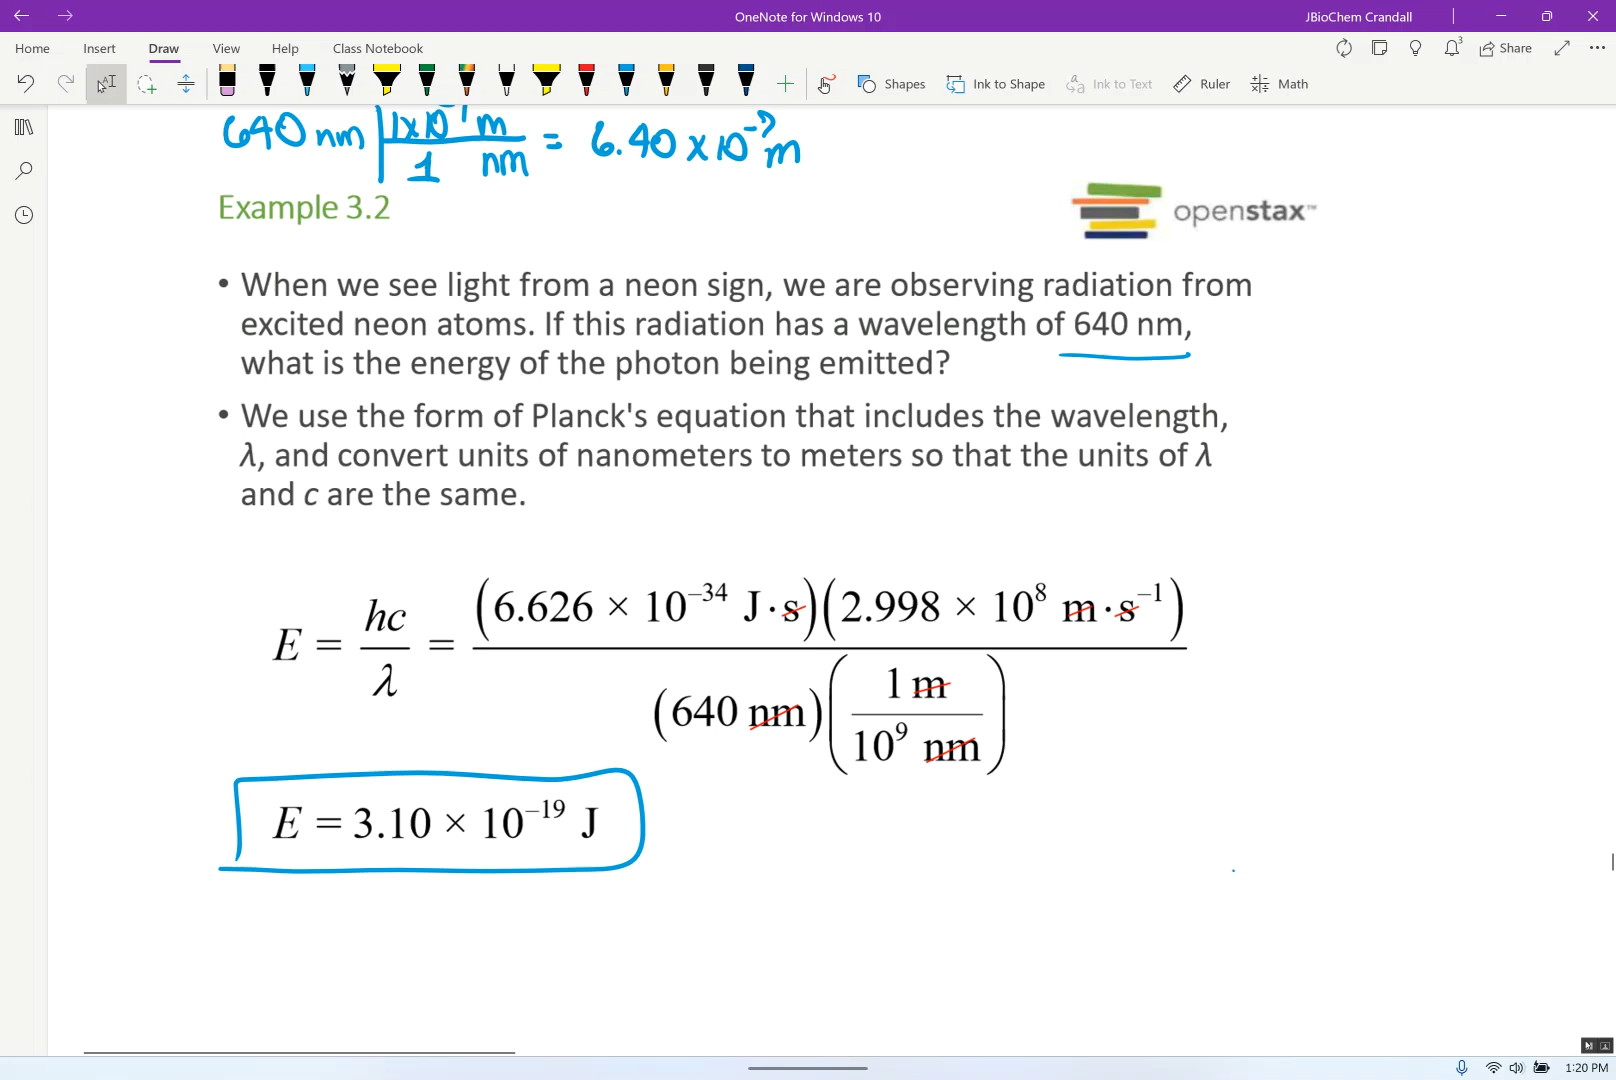 OneNote for Windows 10
JBioChem Crandall
Home Insert Draw View Help Class Notebook
3
Share
Shapes Ink to Shape Ink to Text Ruler Math
640 nm | 1x10 m / 1 nm = 6.40 x 10⁻⁷ m
Example 3.2
openstax™
• When we see light from a neon sign, we are observing radiation from
excited neon atoms. If this radiation has a wavelength of 640 nm,
what is the energy of the photon being emitted?
• We use the form of Planck's equation that includes the wavelength,
λ, and convert units of nanometers to meters so that the units of λ
and c are the same.
E = hc/λ = (6.626 × 10⁻³⁴ J·s)(2.998 × 10⁸ m·s⁻¹) / (640 nm)(1 m / 10⁹ nm)
E = 3.10 × 10⁻¹⁹ J
1:20 PM